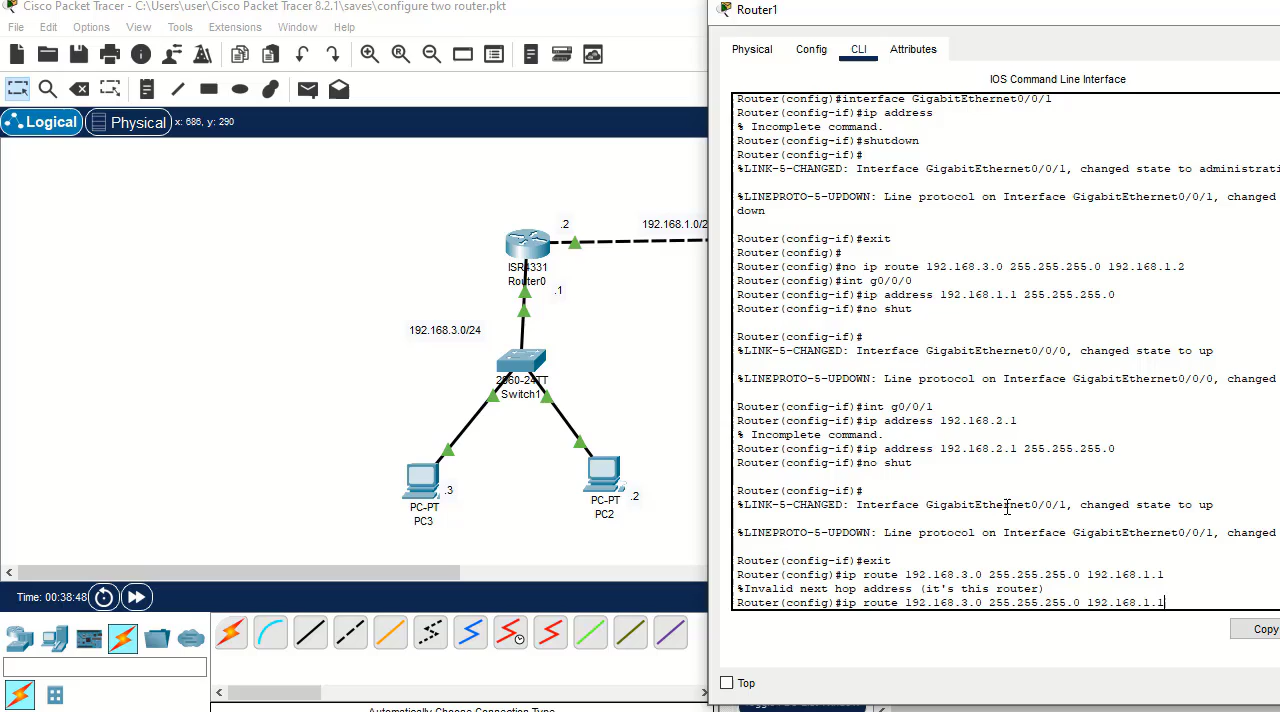 Cisco Packet Tracer - C:\Users\user\Cisco Packet Tracer 8.2.1\saves\configure two router.pkt
File Edit Options View Tools Extensions Window Help
Logical Physical x: 686, y: 290
.2
192.168.1.0/2
ISR4331
Router0
.1
192.168.3.0/24
2960-24TT
Switch1
.3
PC-PT
PC3
.2
PC-PT
PC2
Time: 00:38:48
Automatically Choose Connection Type
Router1
Physical Config CLI Attributes
IOS Command Line Interface
Router(config)#interface GigabitEthernet0/0/1
Router(config-if)#ip address
% Incomplete command.
Router(config-if)#shutdown
Router(config-if)#
%LINK-5-CHANGED: Interface GigabitEthernet0/0/1, changed state to administrati
%LINEPROTO-5-UPDOWN: Line protocol on Interface GigabitEthernet0/0/1, changed
down
Router(config-if)#exit
Router(config)#
Router(config)#no ip route 192.168.3.0 255.255.255.0 192.168.1.2
Router(config)#int g0/0/0
Router(config-if)#ip address 192.168.1.1 255.255.255.0
Router(config-if)#no shut
Router(config-if)#
%LINK-5-CHANGED: Interface GigabitEthernet0/0/0, changed state to up
%LINEPROTO-5-UPDOWN: Line protocol on Interface GigabitEthernet0/0/0, changed
Router(config-if)#int g0/0/1
Router(config-if)#ip address 192.168.2.1
% Incomplete command.
Router(config-if)#ip address 192.168.2.1 255.255.255.0
Router(config-if)#no shut
Router(config-if)#
%LINK-5-CHANGED: Interface GigabitEthernet0/0/1, changed state to up
%LINEPROTO-5-UPDOWN: Line protocol on Interface GigabitEthernet0/0/1, changed
Router(config-if)#exit
Router(config)#ip route 192.168.3.0 255.255.255.0 192.168.1.1
%Invalid next hop address (it's this router)
Router(config)#ip route 192.168.3.0 255.255.255.0 192.168.1.1
Copy
Top